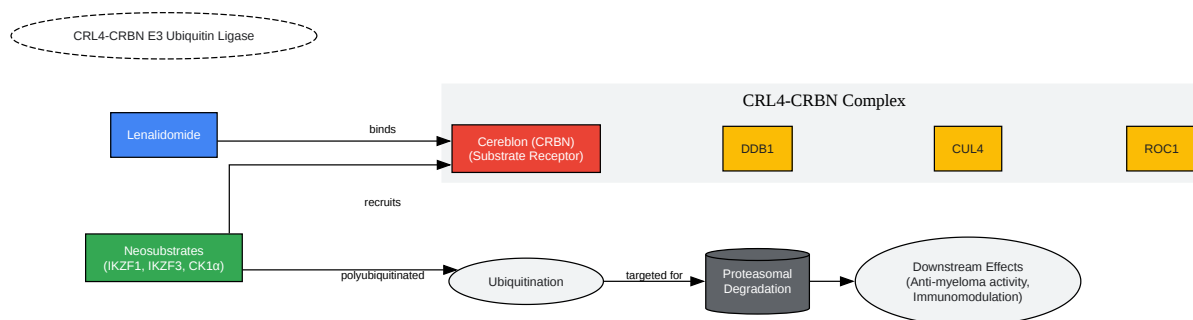 CRL4-CRBN E3 Ubiquitin Ligase
CRL4-CRBN Complex
Lenalidomide
binds
Cereblon (CRBN)
(Substrate Receptor)
DDB1
CUL4
ROC1
recruits
Neosubstrates
(IKZF1, IKZF3, CK1α)
polyubiquitinated
Ubiquitination
targeted for
Proteasomal
Degradation
Downstream Effects
(Anti-myeloma activity,
Immunomodulation)